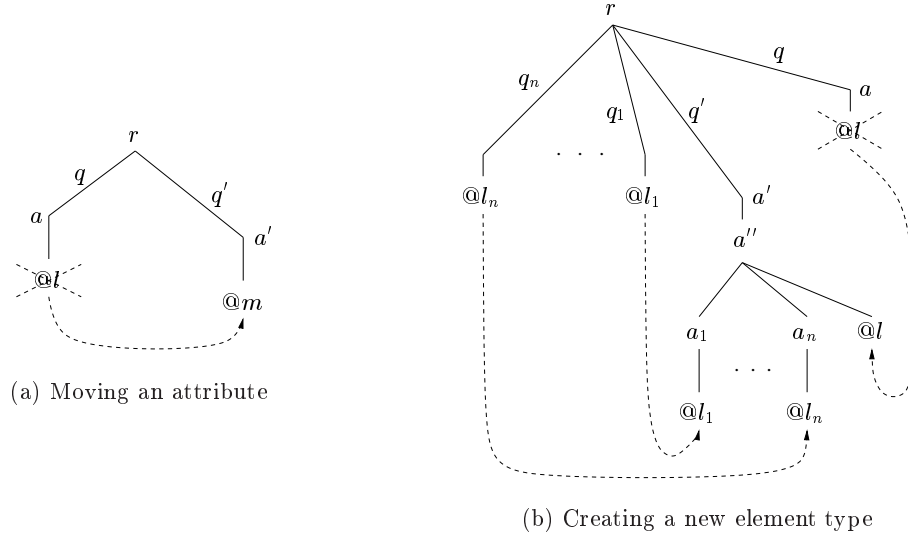 r
q
q'
a
a'
@l
@m
(a) Moving an attribute
r
q
q_n
a
q_1
q'
@l
. . .
@l_n
@l_1
a'
a''
a_1
a_n
@l
. . .
@l_1
@l_n
(b) Creating a new element type